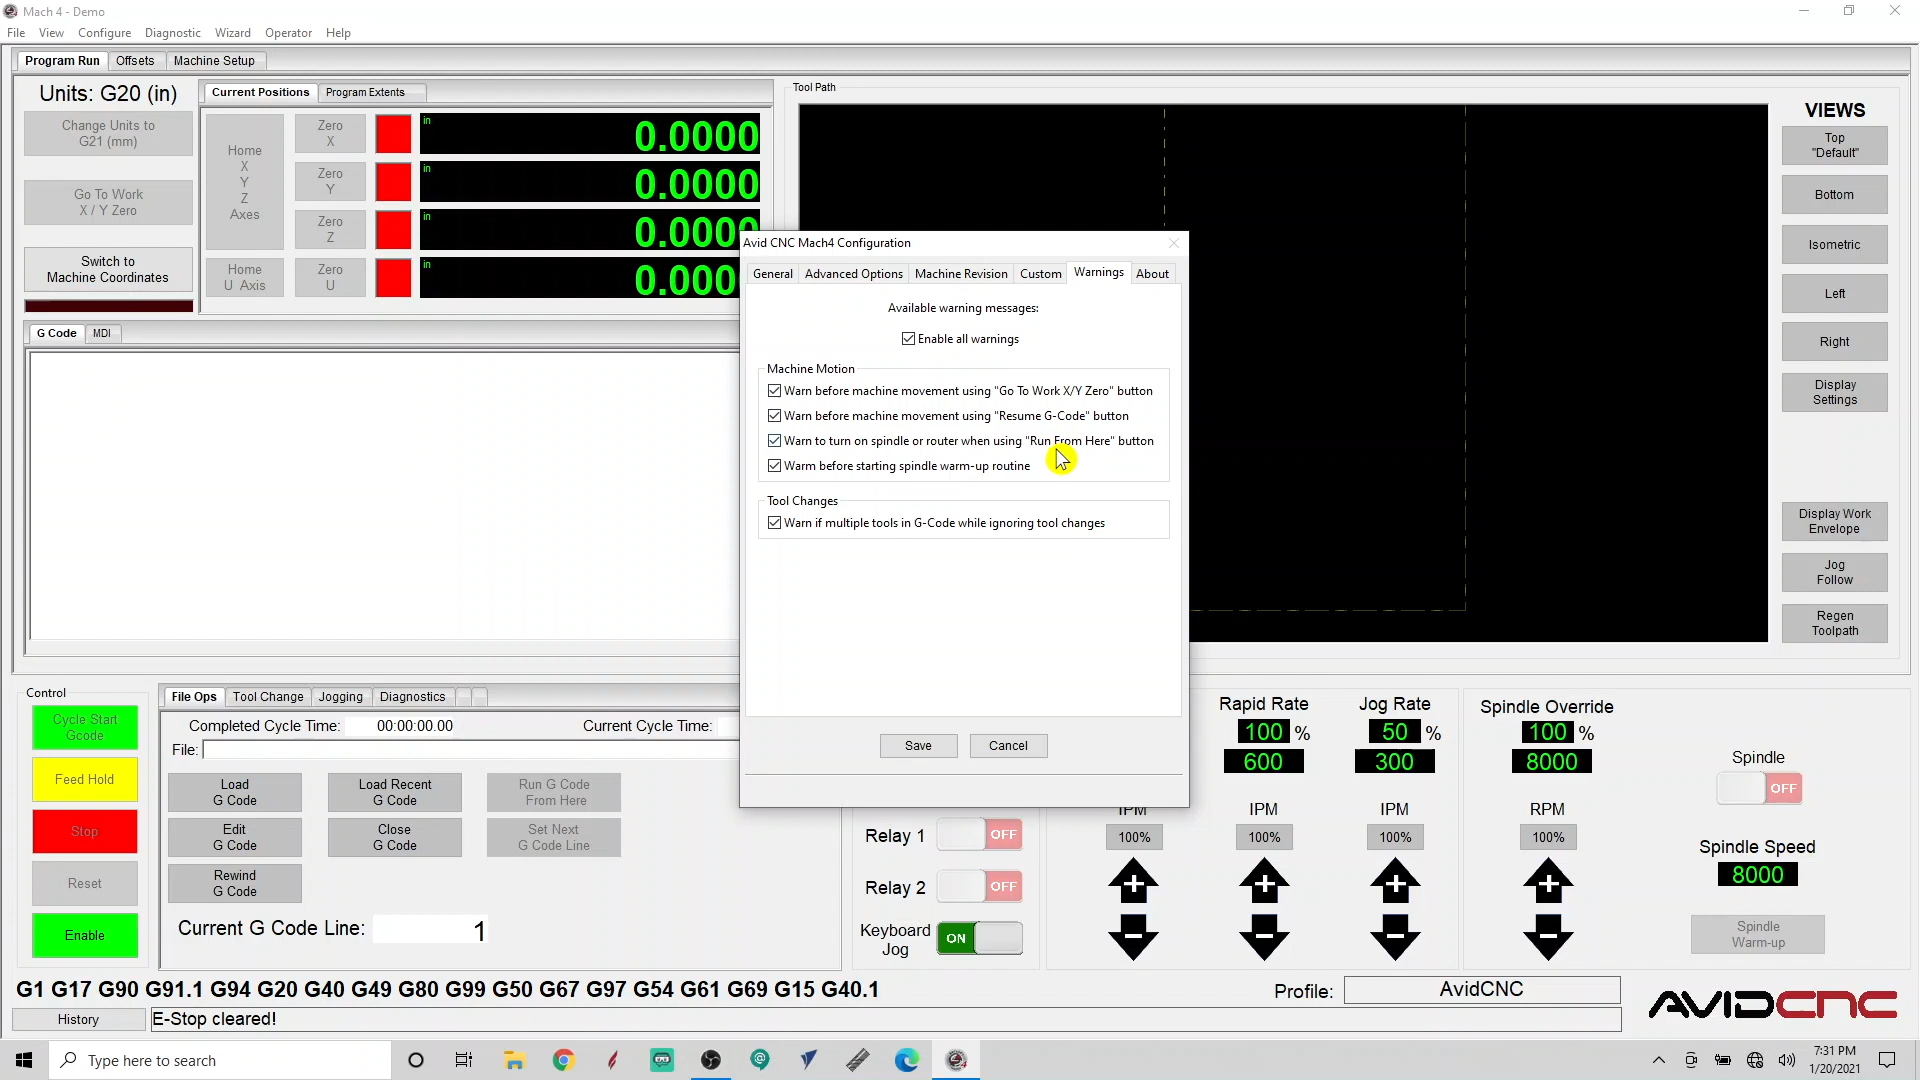 Mach 4 - Demo
File View Configure Diagnostic Wizard Operator Help
Program Run Offsets Machine Setup
Units: G20 (in)
Change Units to
G21 (mm)
Go To Work
X / Y Zero
Switch to
Machine Coordinates
Current Positions Program Extents
Home
X
Y
Z
Axes
Zero
X
in
0.0000
Zero
Y
in
0.0000
Zero
Z
in
0.0000
Home
U Axis
Zero
U
in
0.000
Tool Path
VIEWS
Top
"Default"
Bottom
Isometric
Left
Right
Display
Settings
Display Work
Envelope
Jog
Follow
Regen
Toolpath
G Code MDI
Avid CNC Mach4 Configuration
General Advanced Options Machine Revision Custom Warnings About
Available warning messages:
Enable all warnings
Machine Motion
Warn before machine movement using "Go To Work X/Y Zero" button
Warn before machine movement using "Resume G-Code" button
Warn to turn on spindle or router when using "Run From Here" button
Warm before starting spindle warm-up routine
Tool Changes
Warn if multiple tools in G-Code while ignoring tool changes
Save Cancel
Control
Cycle Start
Gcode
Feed Hold
Stop
Reset
Enable
File Ops Tool Change Jogging Diagnostics
Completed Cycle Time: 00:00:00.00 Current Cycle Time:
File:
Load
G Code
Load Recent
G Code
Run G Code
From Here
Edit
G Code
Close
G Code
Set Next
G Code Line
Rewind
G Code
Current G Code Line: 1
Relay 1 OFF
Relay 2 OFF
Keyboard
Jog
ON
IPM
100%
Rapid Rate
100 %
600
IPM
100%
Jog Rate
50 %
300
IPM
100%
Spindle Override
100 %
8000
RPM
100%
Spindle
OFF
Spindle Speed
8000
Spindle
Warm-up
G1 G17 G90 G91.1 G94 G20 G40 G49 G80 G99 G50 G67 G97 G54 G61 G69 G15 G40.1
Profile: AvidCNC
AVIDCNC
History E-Stop cleared!
Type here to search
7:31 PM
1/20/2021